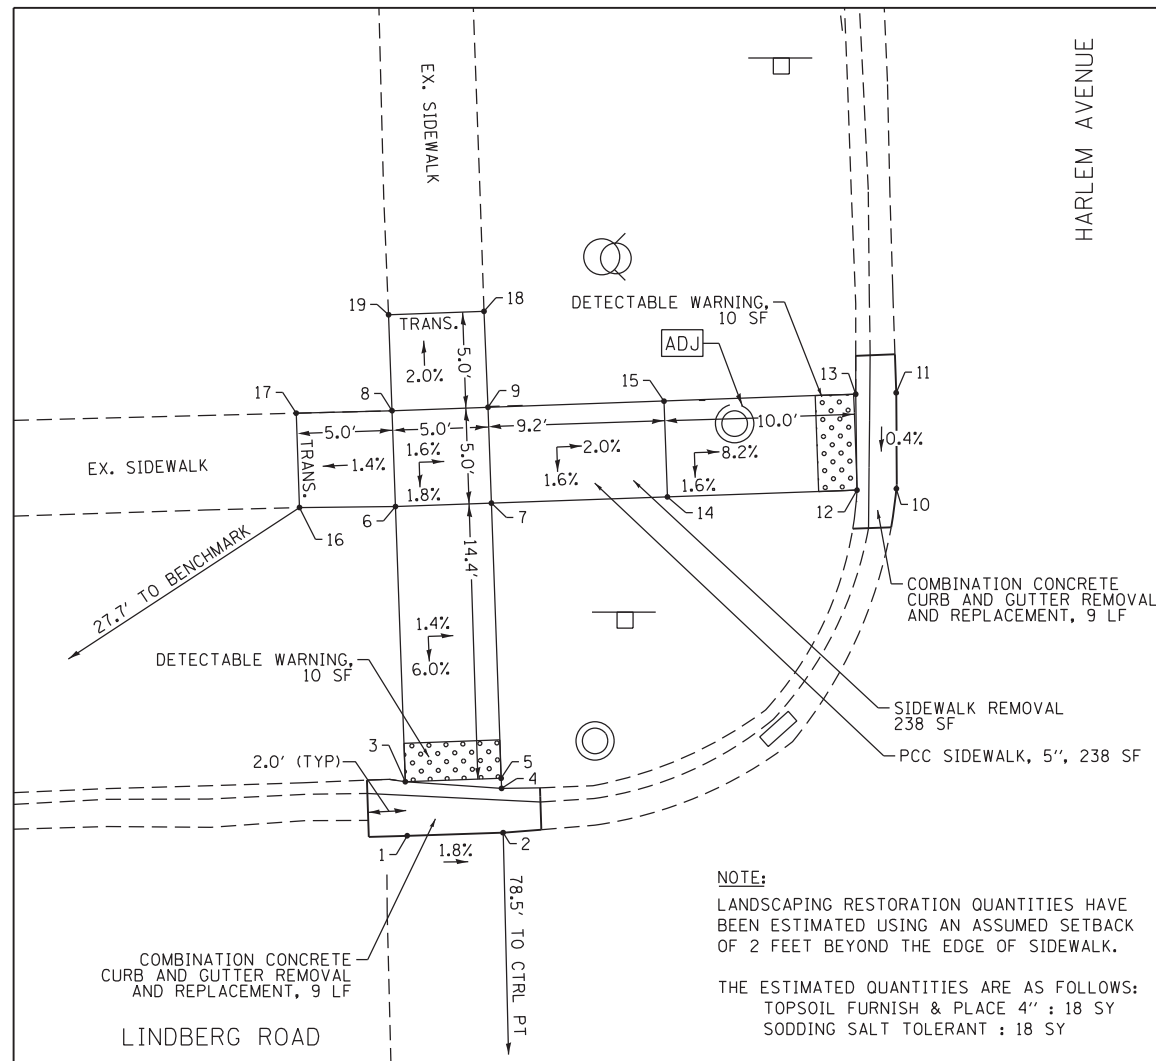 HARLEM AVENUE
EX. SIDEWALK
DETECTABLE WARNING,
10 SF
ADJ
19
18
TRANS.
5.0'
2.0%
13
11
15
17
8
9
5.0'
5.0'
9.2'
10.0'
5.0'
0.4%
EX. SIDEWALK
TRANS.
1.4%
1.6%
1.8%
2.0%
1.6%
8.2%
1.6%
16
6
7
14
12
10
27.7' TO BENCHMARK
14.4'
COMBINATION CONCRETE
CURB AND GUTTER REMOVAL
AND REPLACEMENT, 9 LF
1.4%
6.0%
DETECTABLE WARNING,
10 SF
SIDEWALK REMOVAL
238 SF
PCC SIDEWALK, 5", 238 SF
2.0' (TYP)
3
5
4
1
2
1.8%
78.5' TO CTRL PT
COMBINATION CONCRETE
CURB AND GUTTER REMOVAL
AND REPLACEMENT, 9 LF
LINDBERG ROAD
NOTE:
LANDSCAPING RESTORATION QUANTITIES HAVE
BEEN ESTIMATED USING AN ASSUMED SETBACK
OF 2 FEET BEYOND THE EDGE OF SIDEWALK.
THE ESTIMATED QUANTITIES ARE AS FOLLOWS:
TOPSOIL FURNISH & PLACE 4" : 18 SY
SODDING SALT TOLERANT : 18 SY